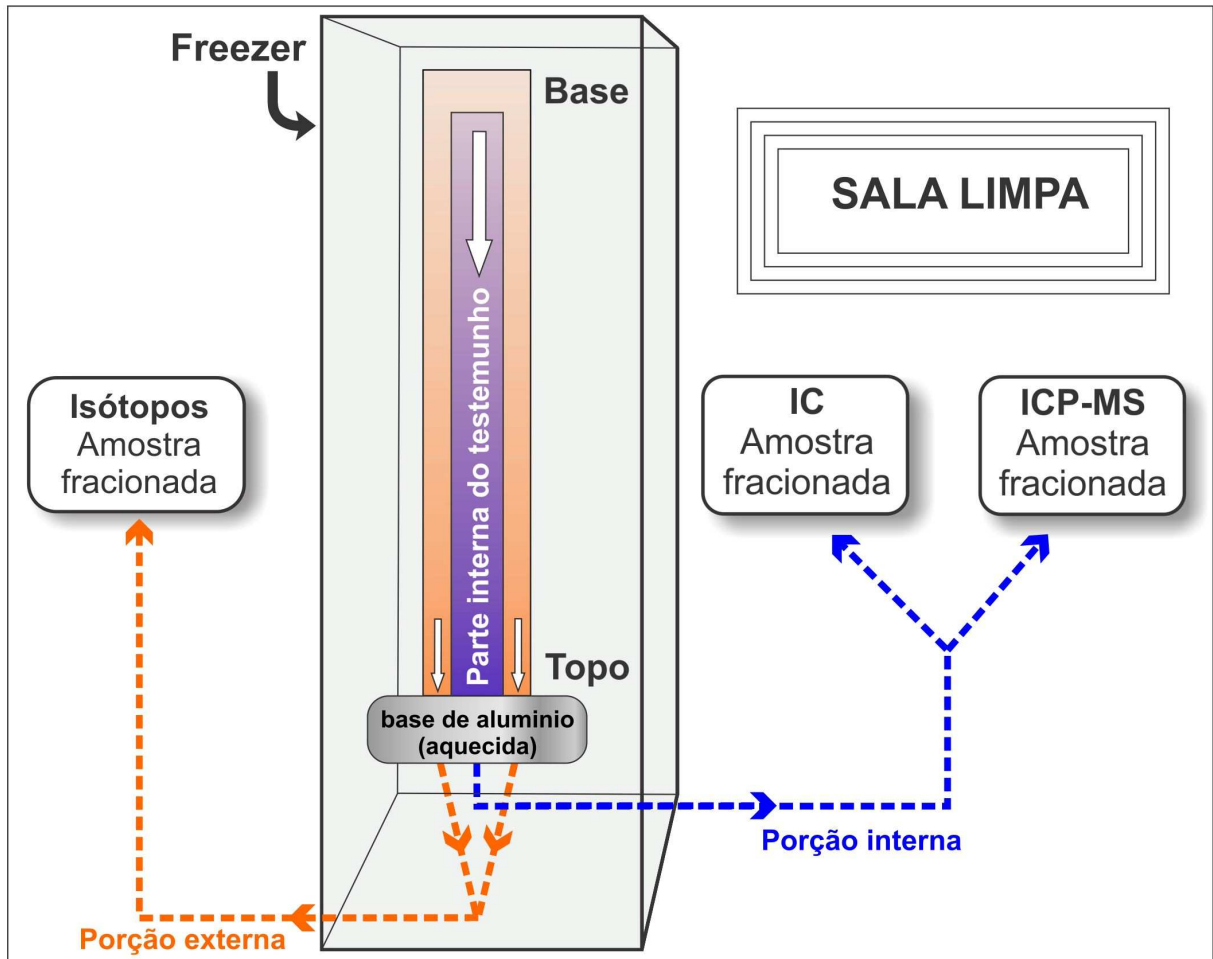 Freezer
Base
SALA LIMPA
Parte interna do testemunho
Isótopos
Amostra
fracionada
IC
Amostra
fracionada
ICP-MS
Amostra
fracionada
Topo
base de aluminio
(aquecida)
Porção interna
Porção externa